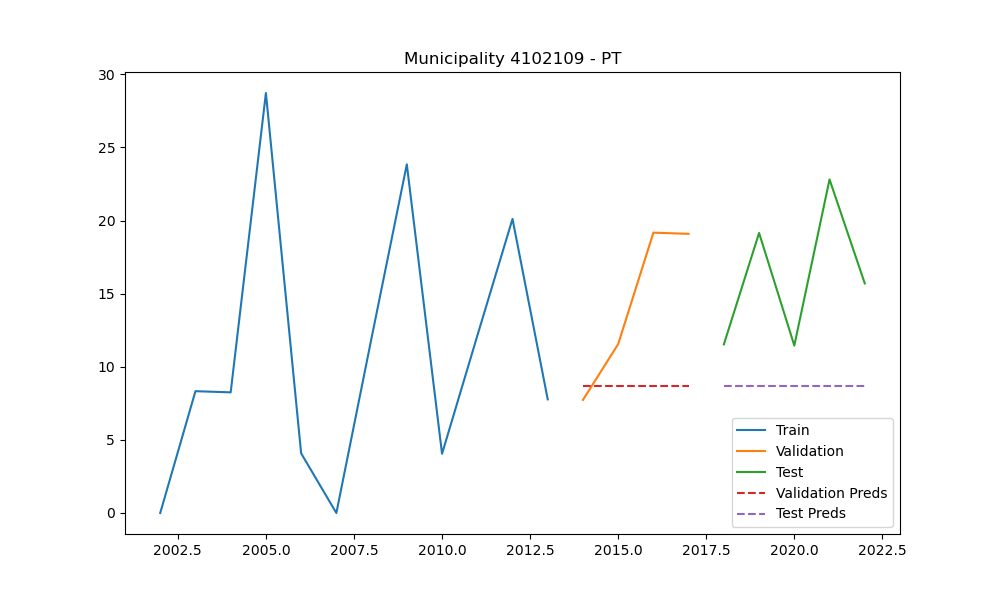 Municipality 4102109 - PT
30
25
20
15
10
5
0
2002.5 2005.0 2007.5 2010.0 2012.5 2015.0 2017.5 2020.0 2022.5
Train
Validation
Test
Validation Preds
Test Preds